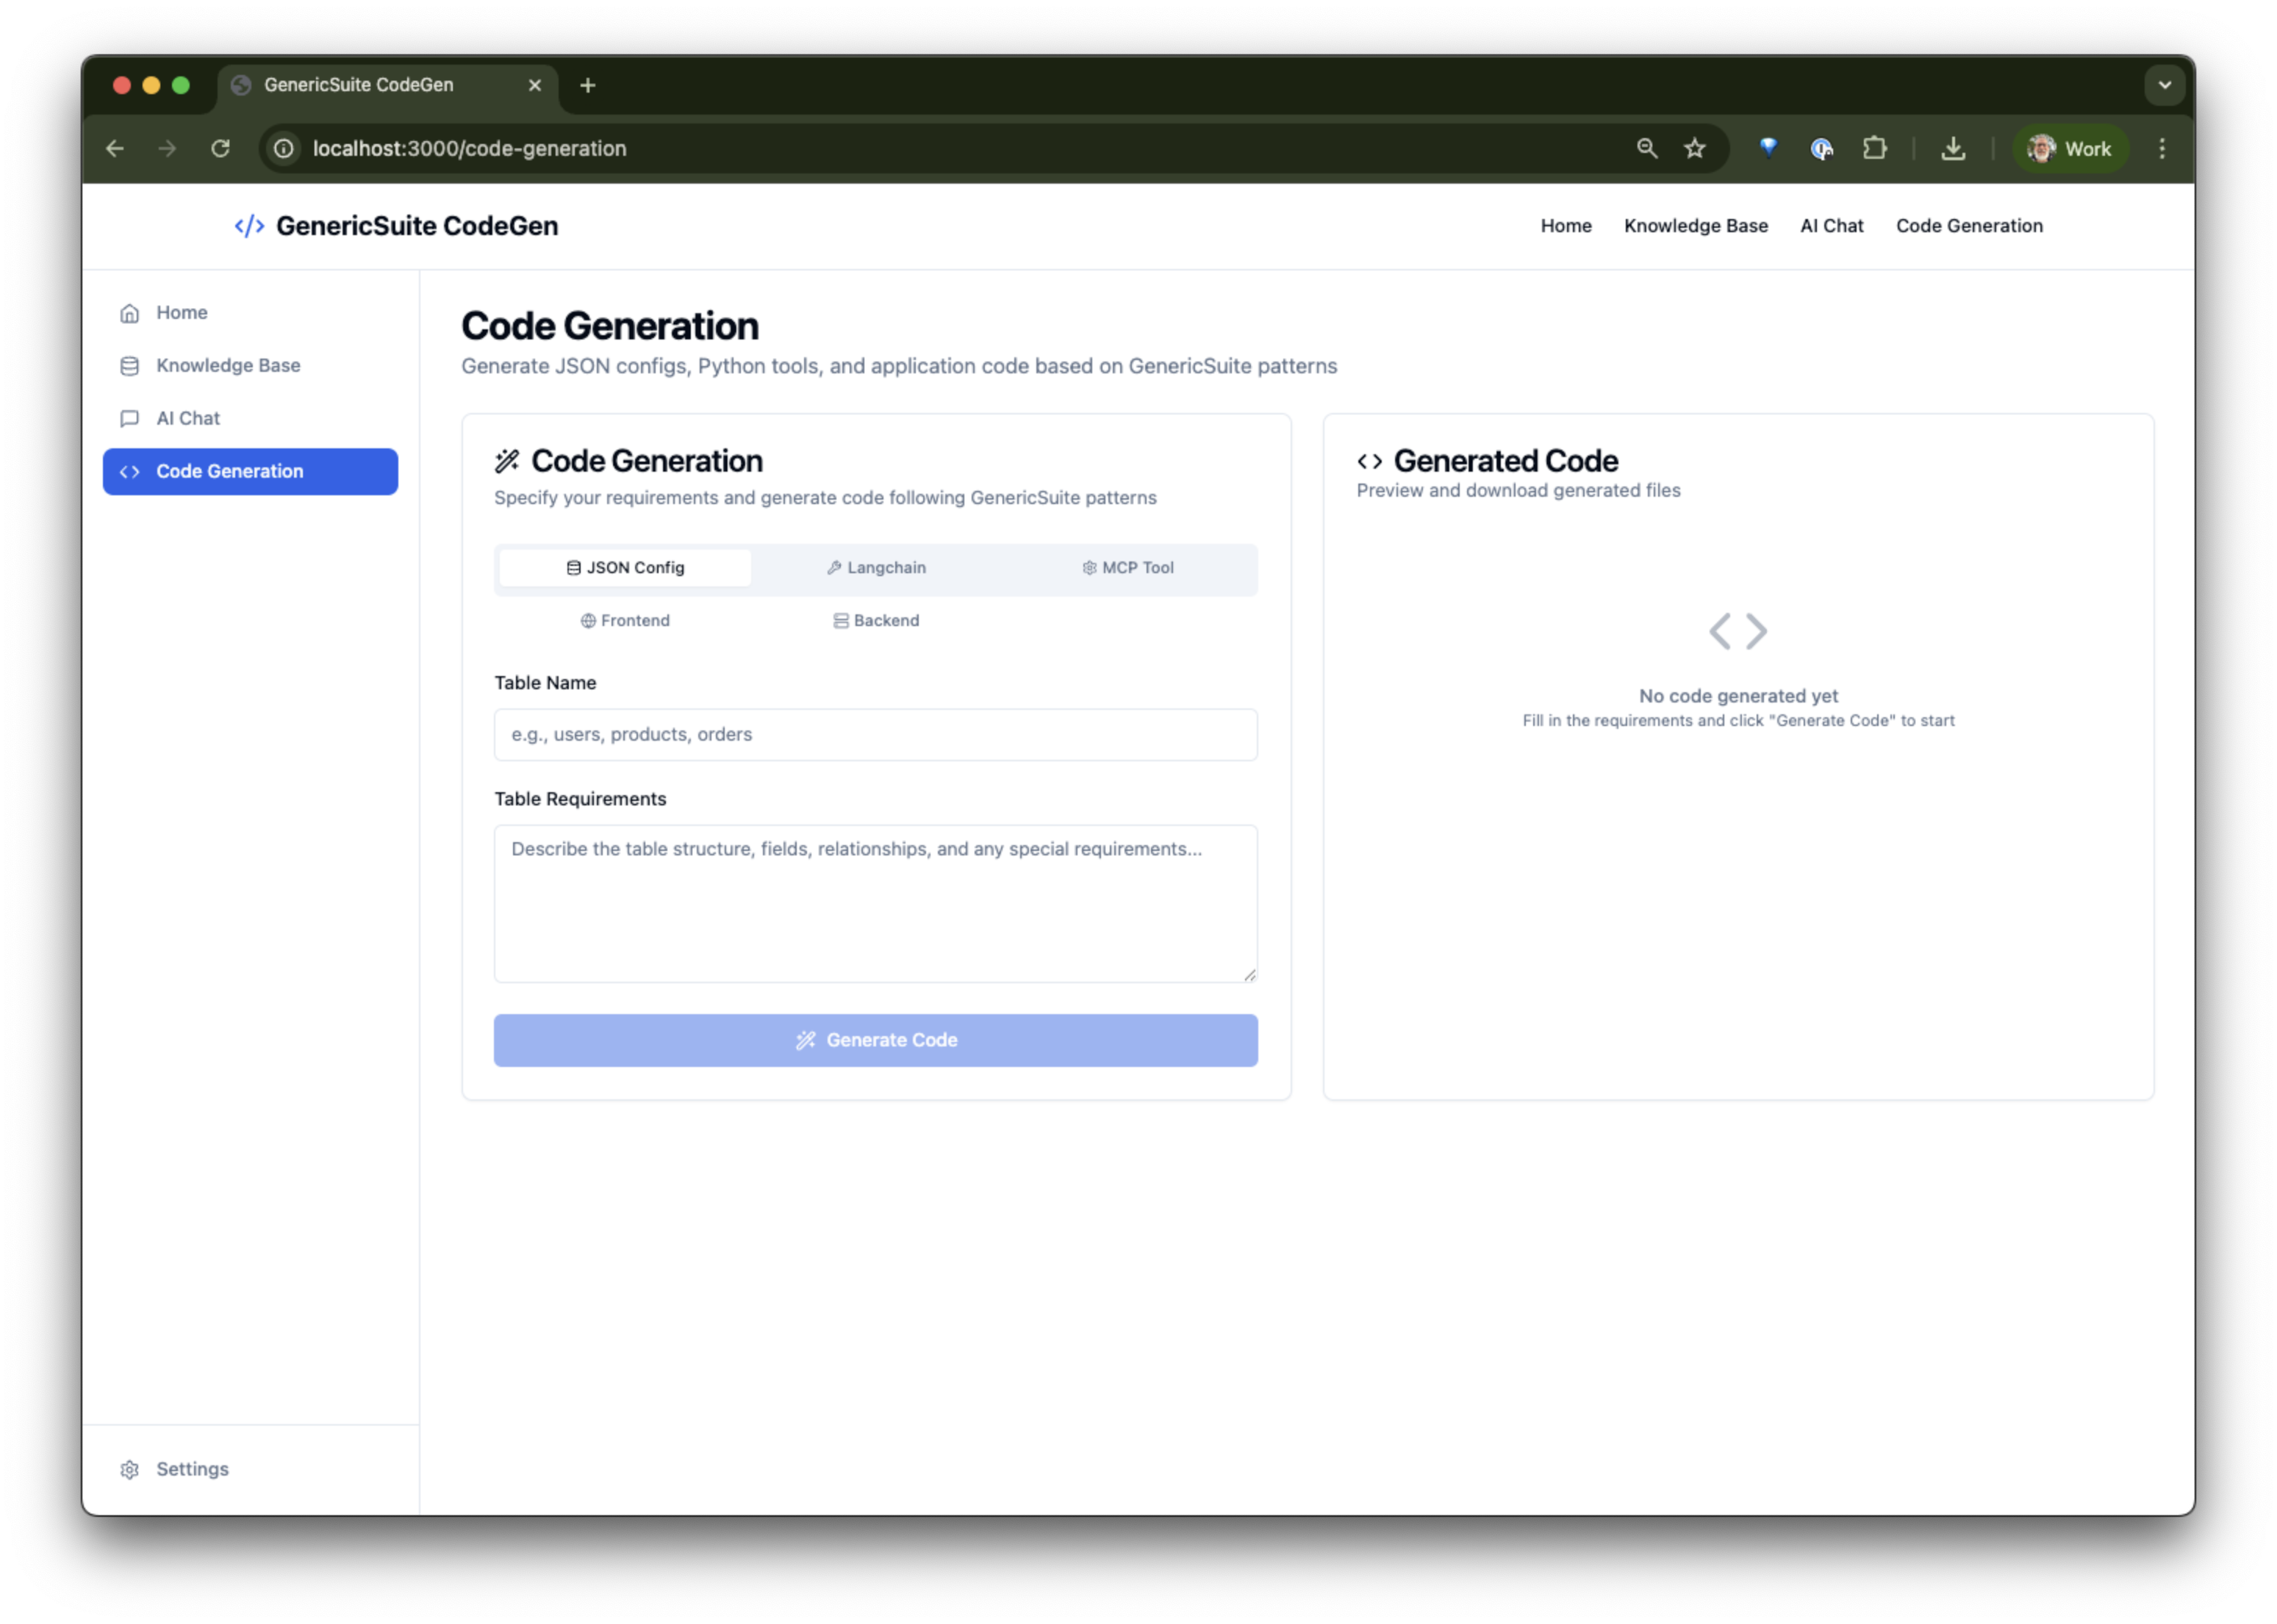 GenericSuite CodeGen
localhost:3000/code-generation
Work
GenericSuite CodeGen
Home
Knowledge Base
AI Chat
Code Generation
Home
Knowledge Base
AI Chat
Code Generation
Settings
Code Generation
Generate JSON configs, Python tools, and application code based on GenericSuite patterns
Code Generation
Specify your requirements and generate code following GenericSuite patterns
JSON Config
Langchain
MCP Tool
Frontend
Backend
Table Name
e.g., users, products, orders
Table Requirements
Describe the table structure, fields, relationships, and any special requirements...
Generate Code
Generated Code
Preview and download generated files
No code generated yet
Fill in the requirements and click "Generate Code" to start